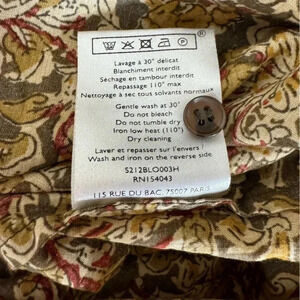 Lavage à 30° délicat
Blanchiment interdit
Séchage en tambour interdit
Repassage 110° max
Nettoyage à sec tous solvants normaux
Gentle wash at 30°
Do not bleach
Do not tumble dry
Iron low heat (110°)
Dry cleaning
Laver et repasser sur l'envers
Wash and iron on the reverse side
S212BLO003H
RN154043
115 RUE DU BAC, 75007 PARIS